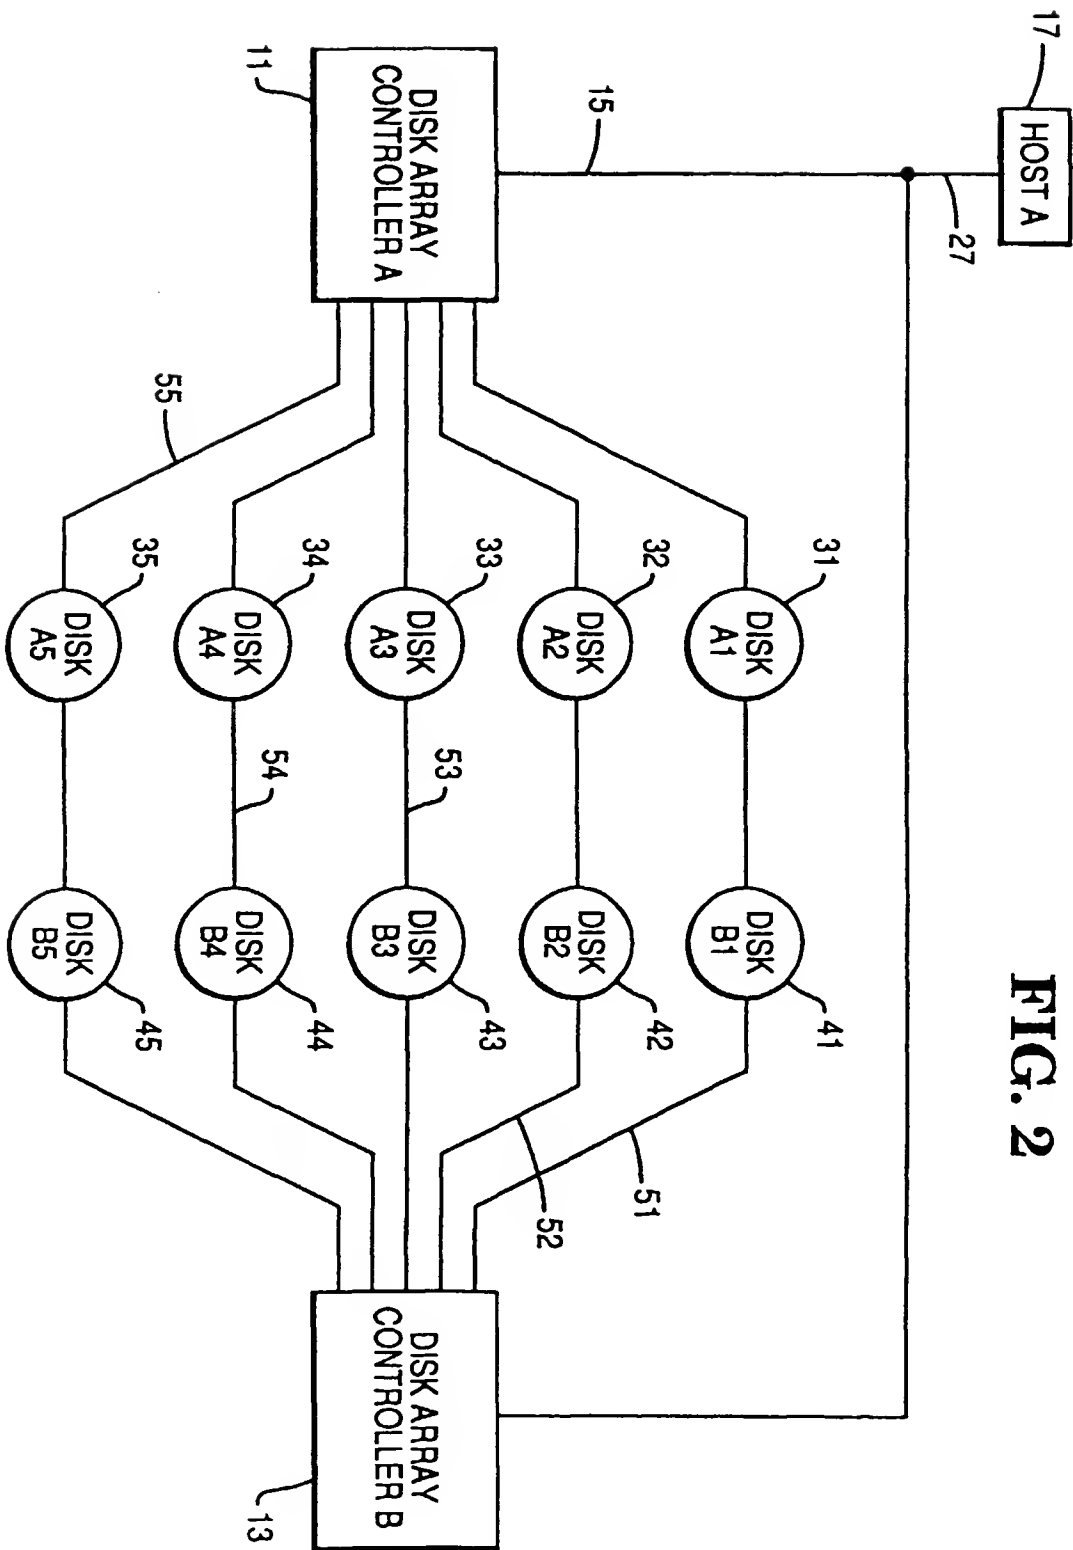 FIG. 2
17
HOST A
27
15
DISK ARRAY
CONTROLLER A
11
DISK ARRAY
CONTROLLER B
13
31
DISK
A1
DISK
B1
41
32
DISK
A2
DISK
B2
42
33
DISK
A3
53
DISK
B3
43
34
DISK
A4
54
DISK
B4
44
35
DISK
A5
DISK
B5
45
55
51
52